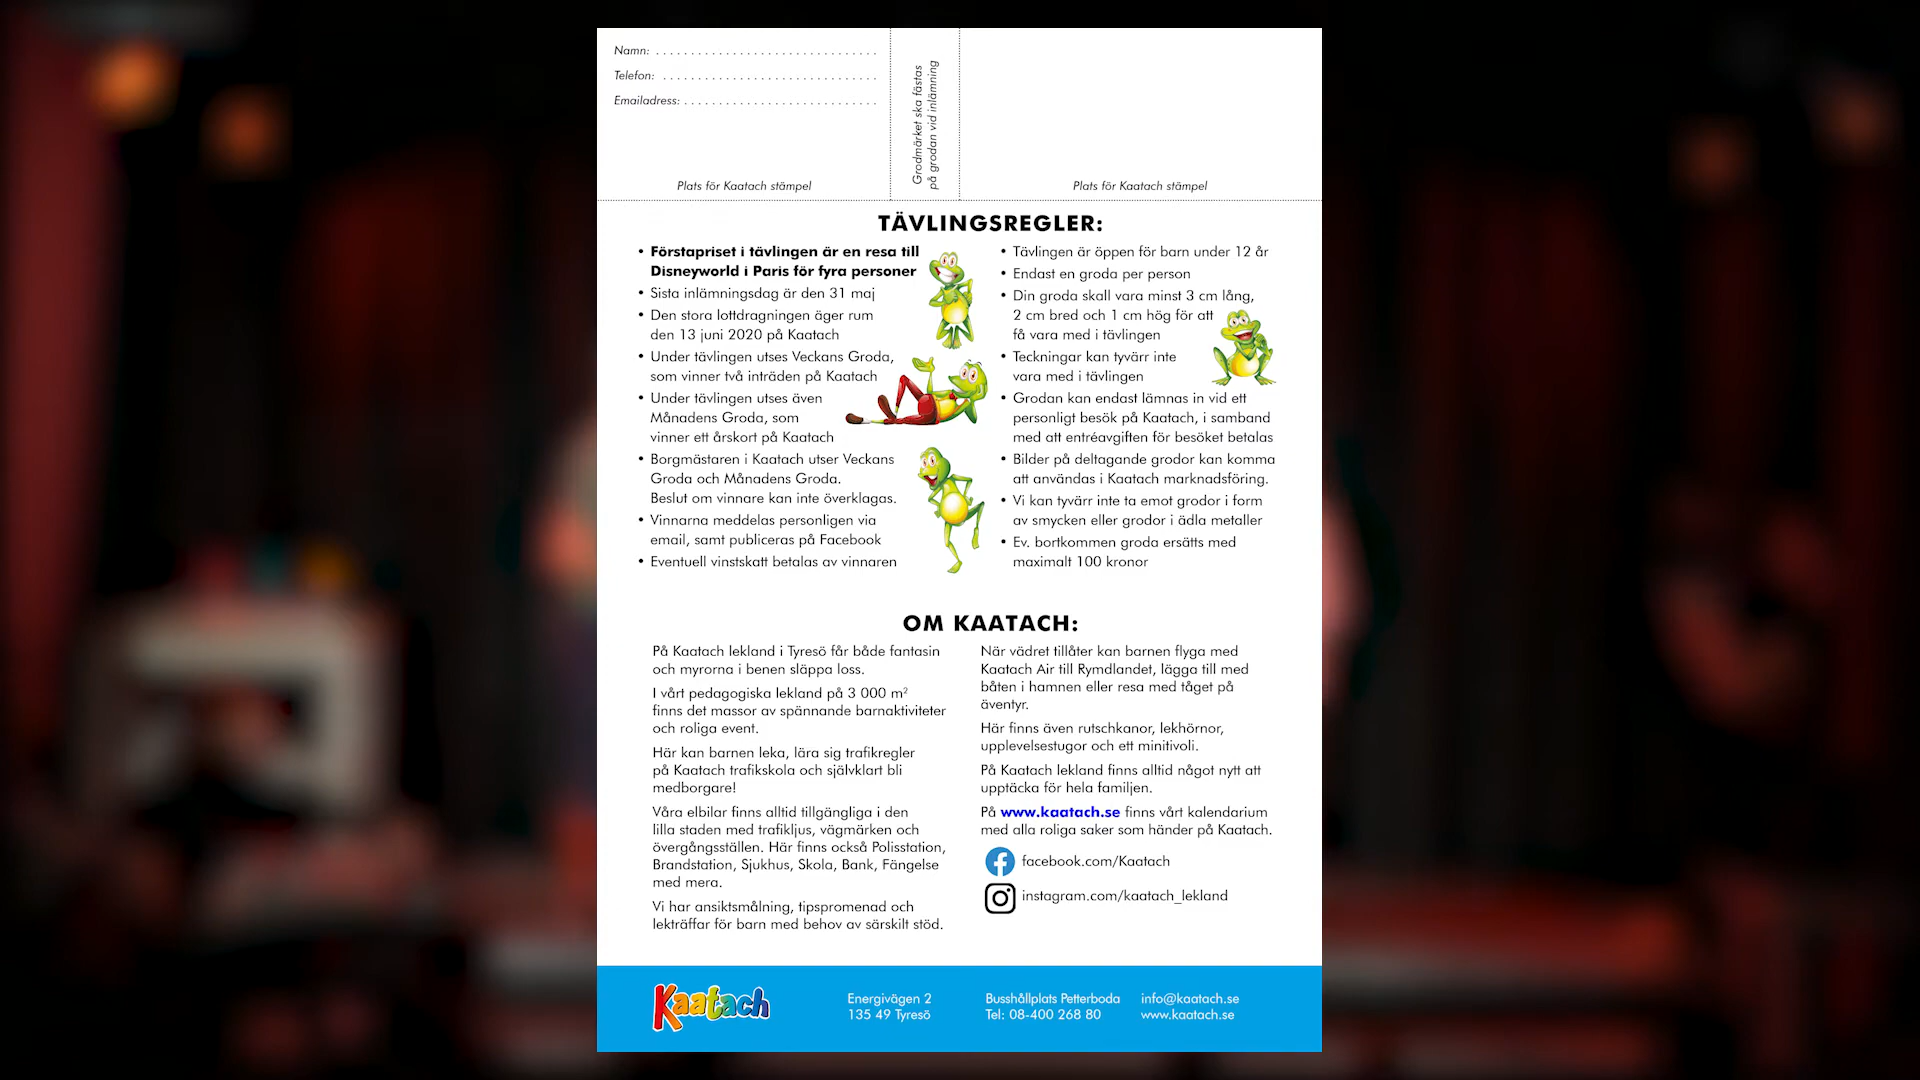 Namn: . . . . . . . . . . . . . . . . . . . . . . . . . . . . . . . .
Telefon: . . . . . . . . . . . . . . . . . . . . . . . . . . . . . . .
Emailadress: . . . . . . . . . . . . . . . . . . . . . . . . . . . .
Plats för Kaatach stämpel
Grodmärket ska fästas
på grodan vid inlämning
Plats för Kaatach stämpel
TÄVLINGSREGLER:
• Förstapriset i tävlingen är en resa till
Disneyworld i Paris för fyra personer
• Sista inlämningsdag är den 31 maj
• Den stora lottdragningen äger rum
den 13 juni 2020 på Kaatach
• Under tävlingen utses Veckans Groda,
som vinner två inträden på Kaatach
• Under tävlingen utses även
Månadens Groda, som
vinner ett årskort på Kaatach
• Borgmästaren i Kaatach utser Veckans
Groda och Månadens Groda.
Beslut om vinnare kan inte överklagas.
• Vinnarna meddelas personligen via
email, samt publiceras på Facebook
• Eventuell vinstskatt betalas av vinnaren
• Tävlingen är öppen för barn under 12 år
• Endast en groda per person
• Din groda skall vara minst 3 cm lång,
2 cm bred och 1 cm hög för att
få vara med i tävlingen
• Teckningar kan tyvärr inte
vara med i tävlingen
• Grodan kan endast lämnas in vid ett
personligt besök på Kaatach, i samband
med att entréavgiften för besöket betalas
• Bilder på deltagande grodor kan komma
att användas i Kaatach marknadsföring.
• Vi kan tyvärr inte ta emot grodor i form
av smycken eller grodor i ädla metaller
• Ev. bortkommen groda ersätts med
maximalt 100 kronor
OM KAATACH:
På Kaatach lekland i Tyresö får både fantasin
och myrorna i benen släppa loss.
I vårt pedagogiska lekland på 3 000 m²
finns det massor av spännande barnaktiviteter
och roliga event.
Här kan barnen leka, lära sig trafikregler
på Kaatach trafikskola och självklart bli
medborgare!
Våra elbilar finns alltid tillgängliga i den
lilla staden med trafikljus, vägmärken och
övergångsställen. Här finns också Polisstation,
Brandstation, Sjukhus, Skola, Bank, Fängelse
med mera.
Vi har ansiktsmålning, tipspromenad och
lekträffar för barn med behov av särskilt stöd.
När vädret tillåter kan barnen flyga med
Kaatach Air till Rymdlandet, lägga till med
båten i hamnen eller resa med tåget på
äventyr.
Här finns även rutschkanor, lekhörnor,
upplevelsestugor och ett minitivoli.
På Kaatach lekland finns alltid något nytt att
upptäcka för hela familjen.
På www.kaatach.se finns vårt kalendarium
med alla roliga saker som händer på Kaatach.
facebook.com/Kaatach
instagram.com/kaatach_lekland
Kaatach
Energivägen 2
135 49 Tyresö
Busshållplats Petterboda
Tel: 08-400 268 80
info@kaatach.se
www.kaatach.se